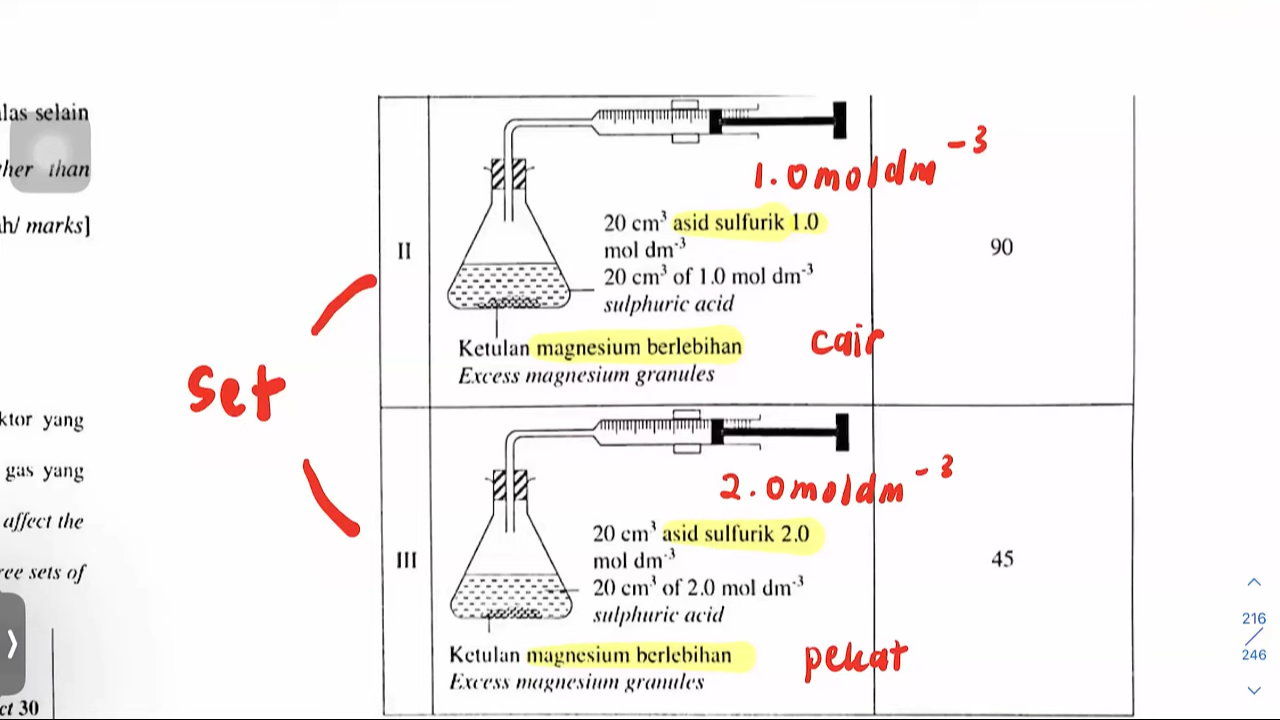 las selain
her than
h/ marks]
ktor yang
gas yang
affect the
ree sets of
ct 30
set
II
1.0 moldm⁻³
20 cm³ asid sulfurik 1.0
mol dm⁻³
20 cm³ of 1.0 mol dm⁻³
sulphuric acid
Ketulan magnesium berlebihan
Excess magnesium granules
cair
90
III
2.0 moldm⁻³
20 cm³ asid sulfurik 2.0
mol dm⁻³
20 cm³ of 2.0 mol dm⁻³
sulphuric acid
Ketulan magnesium berlebihan
Excess magnesium granules
pekat
45
216
246